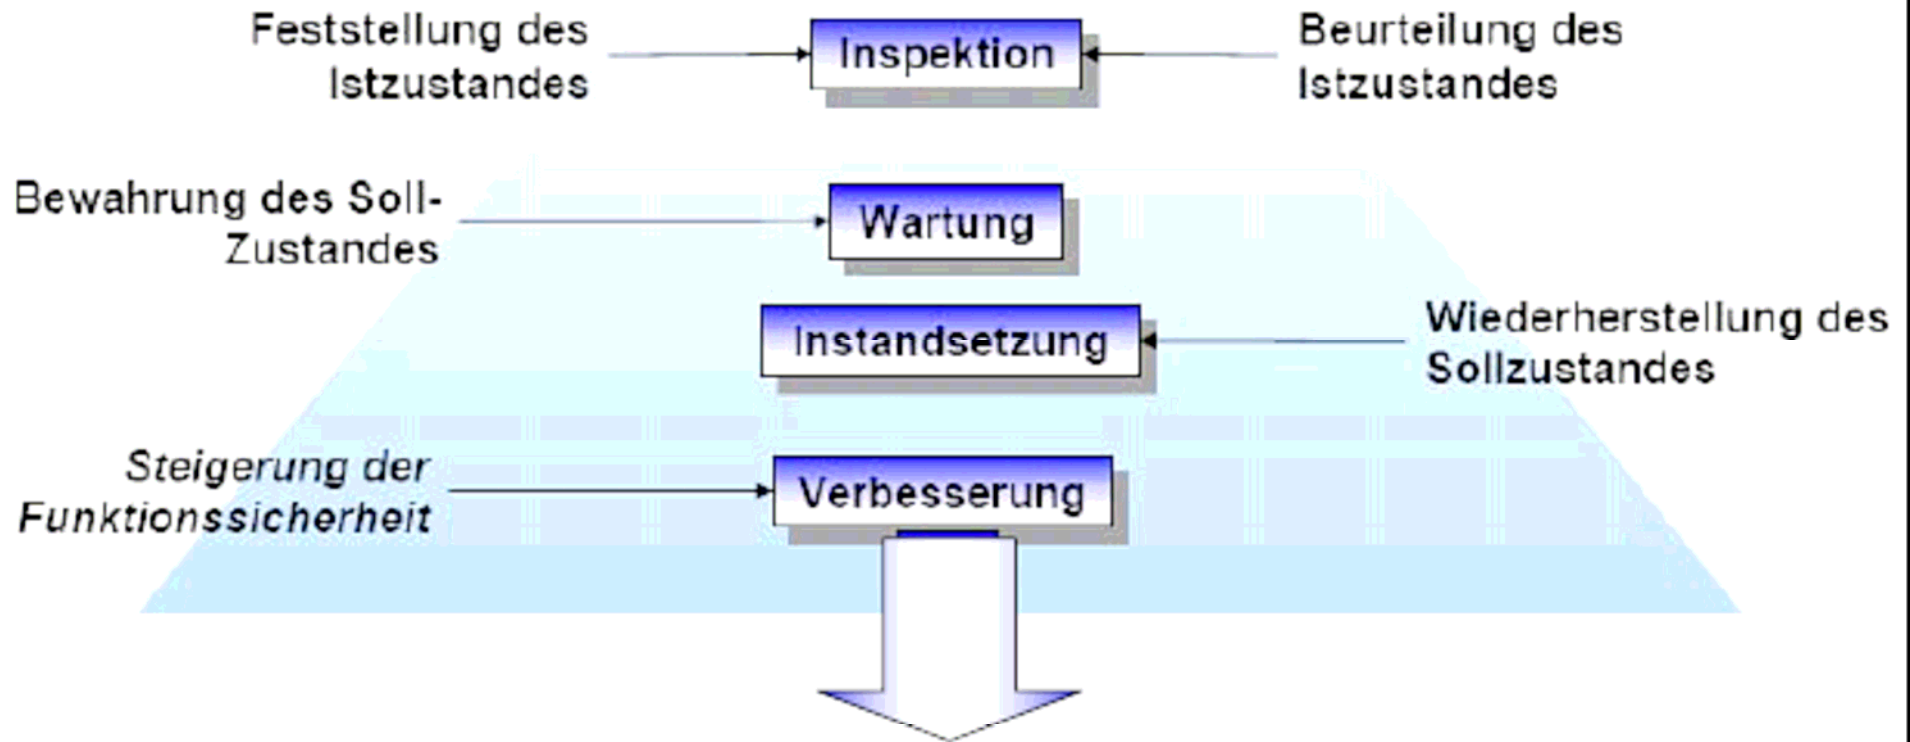 Feststellung des
Istzustandes
Inspektion
Beurteilung des
Istzustandes
Bewahrung des Soll-
Zustandes
Wartung
Instandsetzung
Wiederherstellung des
Sollzustandes
Steigerung der
Funktionssicherheit
Verbesserung